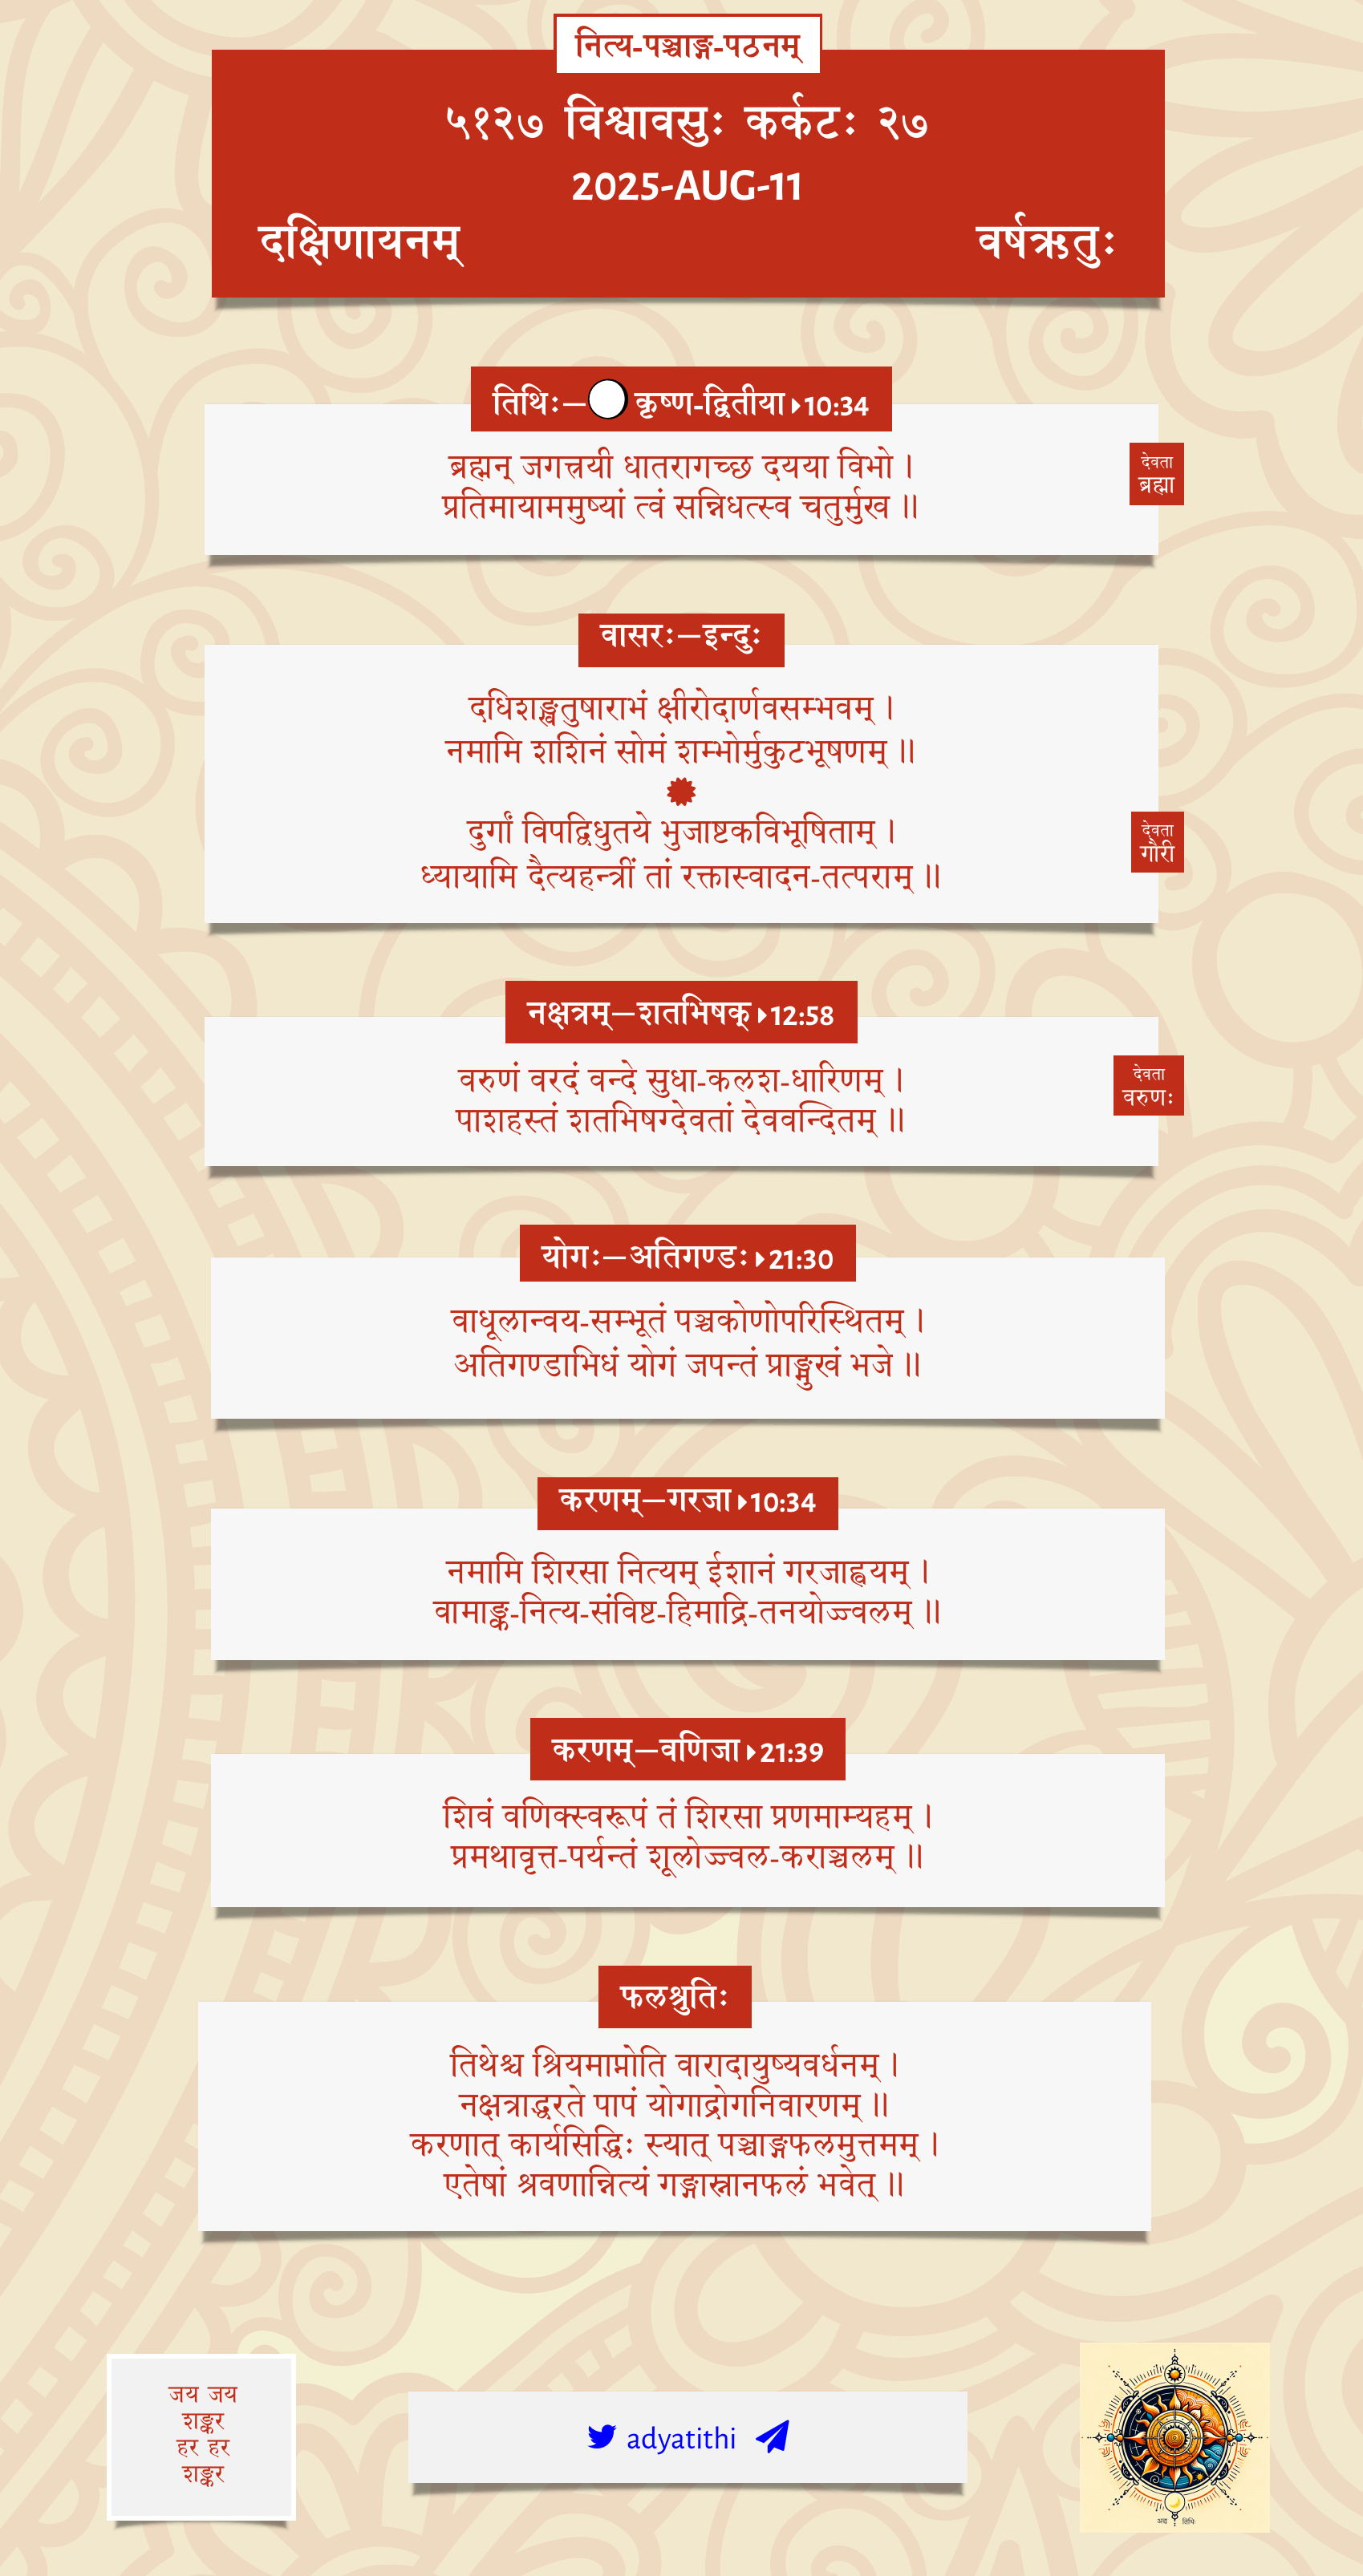 नित्य-पञ्चाङ्ग-पठनम्
५१२७ विश्वावसुः कर्कटः २७
2025-AUG-11
दक्षिणायनम् वर्षऋतुः
तिथिः— कृष्ण-द्वितीया 10:34
ब्रह्मन् जगत्त्रयी धातरागच्छ दयया विभो ।
प्रतिमायाममुष्यां त्वं सन्निधत्स्व चतुर्मुख ॥
देवता
ब्रह्मा
वासरः—इन्दुः
दधिशङ्खतुषाराभं क्षीरोदार्णवसम्भवम् ।
नमामि शशिनं सोमं शम्भोर्मुकुटभूषणम् ॥
दुर्गां विपद्विधुतये भुजाष्टकविभूषिताम् ।
ध्यायामि दैत्यहन्त्रीं तां रक्तास्वादन-तत्पराम् ॥
देवता
गौरी
नक्षत्रम्—शतभिषक् 12:58
वरुणं वरदं वन्दे सुधा-कलश-धारिणम् ।
पाशहस्तं शतभिषग्देवतां देववन्दितम् ॥
देवता
वरुणः
योगः—अतिगण्डः 21:30
वाधूलान्वय-सम्भूतं पञ्चकोणोपरिस्थितम् ।
अतिगण्डाभिधं योगं जपन्तं प्राङ्मुखं भजे ॥
करणम्—गरजा 10:34
नमामि शिरसा नित्यम् ईशानं गरजाह्वयम् ।
वामाङ्क-नित्य-संविष्ट-हिमाद्रि-तनयोज्ज्वलम् ॥
करणम्—वणिजा 21:39
शिवं वणिक्स्वरूपं तं शिरसा प्रणमाम्यहम् ।
प्रमथावृत्त-पर्यन्तं शूलोज्ज्वल-कराञ्चलम् ॥
फलश्रुतिः
तिथेश्च श्रियमाप्नोति वारादायुष्यवर्धनम् ।
नक्षत्राद्धरते पापं योगाद्रोगनिवारणम् ॥
करणात् कार्यसिद्धिः स्यात् पञ्चाङ्गफलमुत्तमम् ।
एतेषां श्रवणान्नित्यं गङ्गास्नानफलं भवेत् ॥
जय जय
शङ्कर
हर हर
शङ्कर
adyatithi
अद्य तिथिः